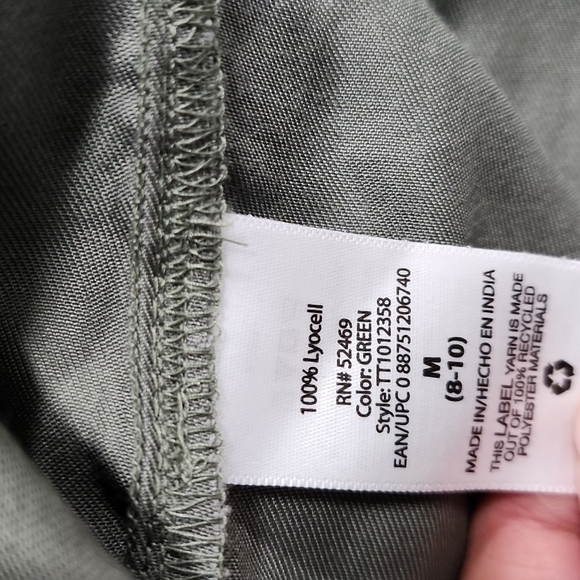 100% Lyocell
RN# 52469
Color: GREEN
Style: TT1012358
EAN/UPC 0 88751206740
M
(8-10)
MADE IN/HECHO EN INDIA
THIS LABEL YARN IS MADE
OUT OF 100% RECYCLED
POLYESTER MATERIALS